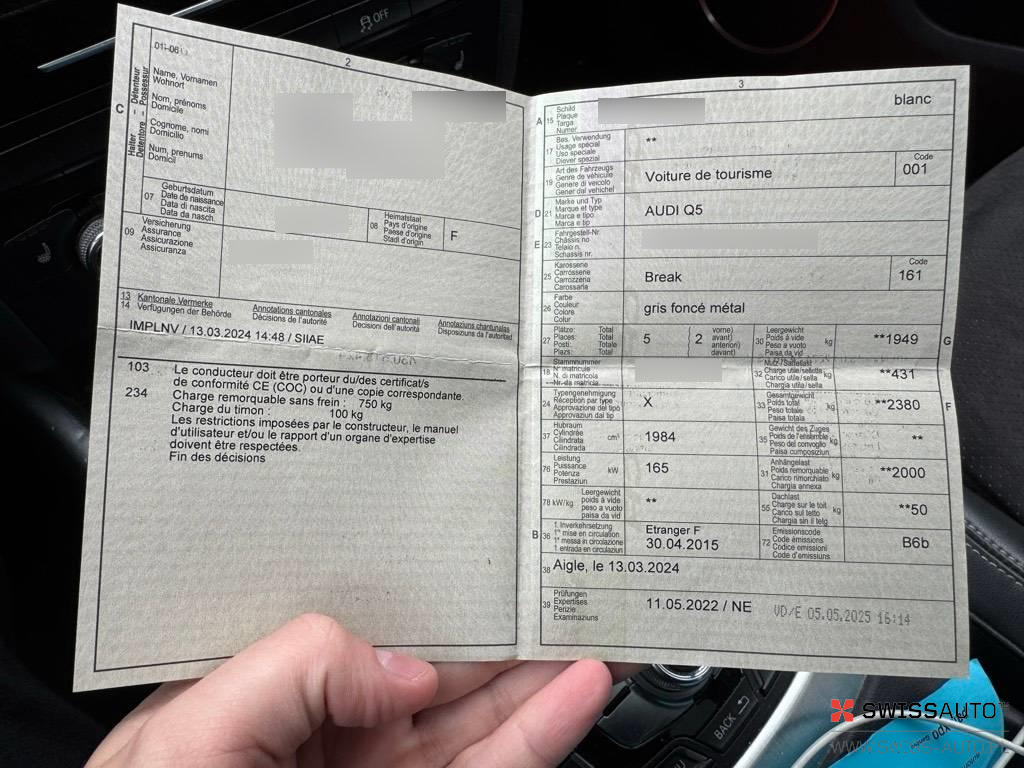 OFF
2
01-06
C
Halter – Détenteur
Detentore – Possessur
Name, Vornamen
Wohnort
Nom, prénoms
Domicile
Cognome, nomi
Domicilio
Num, prenums
Domicil
07
Geburtsdatum
Date de naissance
Data di nascita
Data da nasch.
08
Heimatstaat
Pays d'origine
Paese d'origine
Stadi d'origin
F
09
Versicherung
Assurance
Assicurazione
Assicuranza
13
14
Kantonale Vermerke
Verfügungen der Behörde
Annotations cantonales
Décisions de l'autorité
Annotazioni cantonali
Decisioni dell'autorità
Annotaziuns chantunalas
Disposiziuns da l'autoritad
IMPLNV / 13.03.2024 14:48 / SIIAE
103
Le conducteur doit être porteur du/des certificat/s
de conformité CE (COC) ou d'une copie correspondante.
234
Charge remorquable sans frein : 750 kg
Charge du timon : 100 kg
Les restrictions imposées par le constructeur, le manuel
d'utilisateur et/ou le rapport d'un organe d'expertise
doivent être respectées.
Fin des décisions
3
A 15
Schild
Plaque
Targa
Numer
blanc
17
Bes. Verwendung
Usage spécial
Uso speciale
Diever spezial
**
19
Art des Fahrzeugs
Genre de véhicule
Genere di veicolo
Gener dal vehichel
Voiture de tourisme
Code
001
D 21
Marke und Typ
Marque et type
Marca e tipo
Marca e tip
AUDI Q5
E 23
Fahrgestell-Nr.
Châssis no
Telaio n.
Schassis nr.
25
Karosserie
Carrosserie
Carrozzeria
Carossaria
Break
Code
161
26
Farbe
Couleur
Colore
Colur
gris foncé métal
27
Plätze: Total
Places: Total
Posti: Totale
Plazs: Total
5
2
vorne)
avant)
anteriori)
davant)
30
Leergewicht
Poids à vide
Peso a vuoto
Paisa da vid
kg
**1949
G
18
Stammnummer
N° matricule
N. di matricola
Nr. da matricla
32
Nutz-/Sattellast
Charge utile/sellette
Carico utile/sella
Chargia utila/sella
kg
**431
24
Typengenehmigung
Réception par type
Approvazione del tipo
Approvaziun dal tip
X
33
Gesamtgewicht
Poids total
Peso totale
Paisa totala
kg
**2380
F
37
Hubraum
Cylindrée
Cilindrata
Cilindrada
cm³
1984
35
Gewicht des Zuges
Poids de l'ensemble
Peso del convoglio
Paisa cumposiziun
kg
**
76
Leistung
Puissance
Potenza
Prestaziun
kW
165
31
Anhängelast
Poids remorquable
Carico rimorchiato
Chargia annexa
kg
**2000
78 kW/kg
Leergewicht
poids à vide
peso a vuoto
paisa da vid
**
55
Dachlast
Charge sur le toit
Carico sul tetto
Chargia sin il tetg
kg
**50
B 36
1. Inverkehrsetzung
1re mise en circulation
1a messa in circolazione
1. entrada en circulaziun
Etranger F
30.04.2015
72
Emissionscode
Code émissions
Codice emissioni
Code d'emissiuns
B6b
38
Aigle, le 13.03.2024
39
Prüfungen
Expertises
Perizie
Examinaziuns
11.05.2022 / NE
VD/E 05.05.2025 16:14
BACK
SWISSAUTO
WWW.SWISS-AUTO